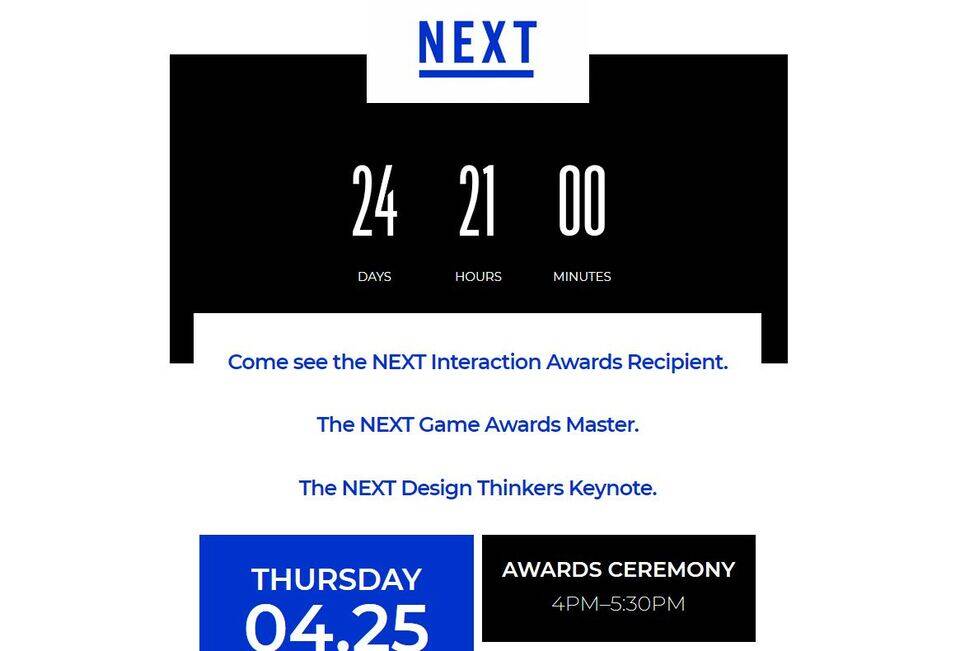 NEXT
24 21 00
DAYS HOURS MINUTES
Come see the NEXT Interaction Awards Recipient.
The NEXT Game Awards Master.
The NEXT Design Thinkers Keynote.
THURSDAY
04.25
AWARDS CEREMONY
4PM–5:30PM